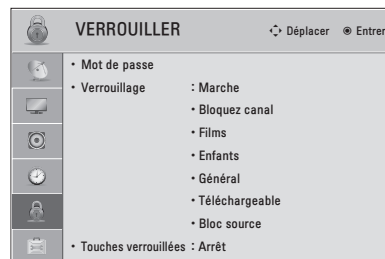 VERROUILLER Déplacer Entrer
• Mot de passe
• Verrouillage : Marche
• Bloquez canal
• Films
• Enfants
• Général
• Téléchargeable
• Bloc source
• Touches verrouillées : Arrêt